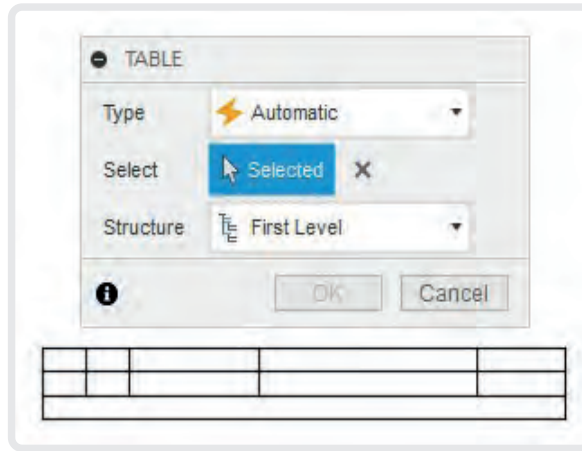 TABLE
Type Automatic
Select Selected
Structure First Level
OK Cancel